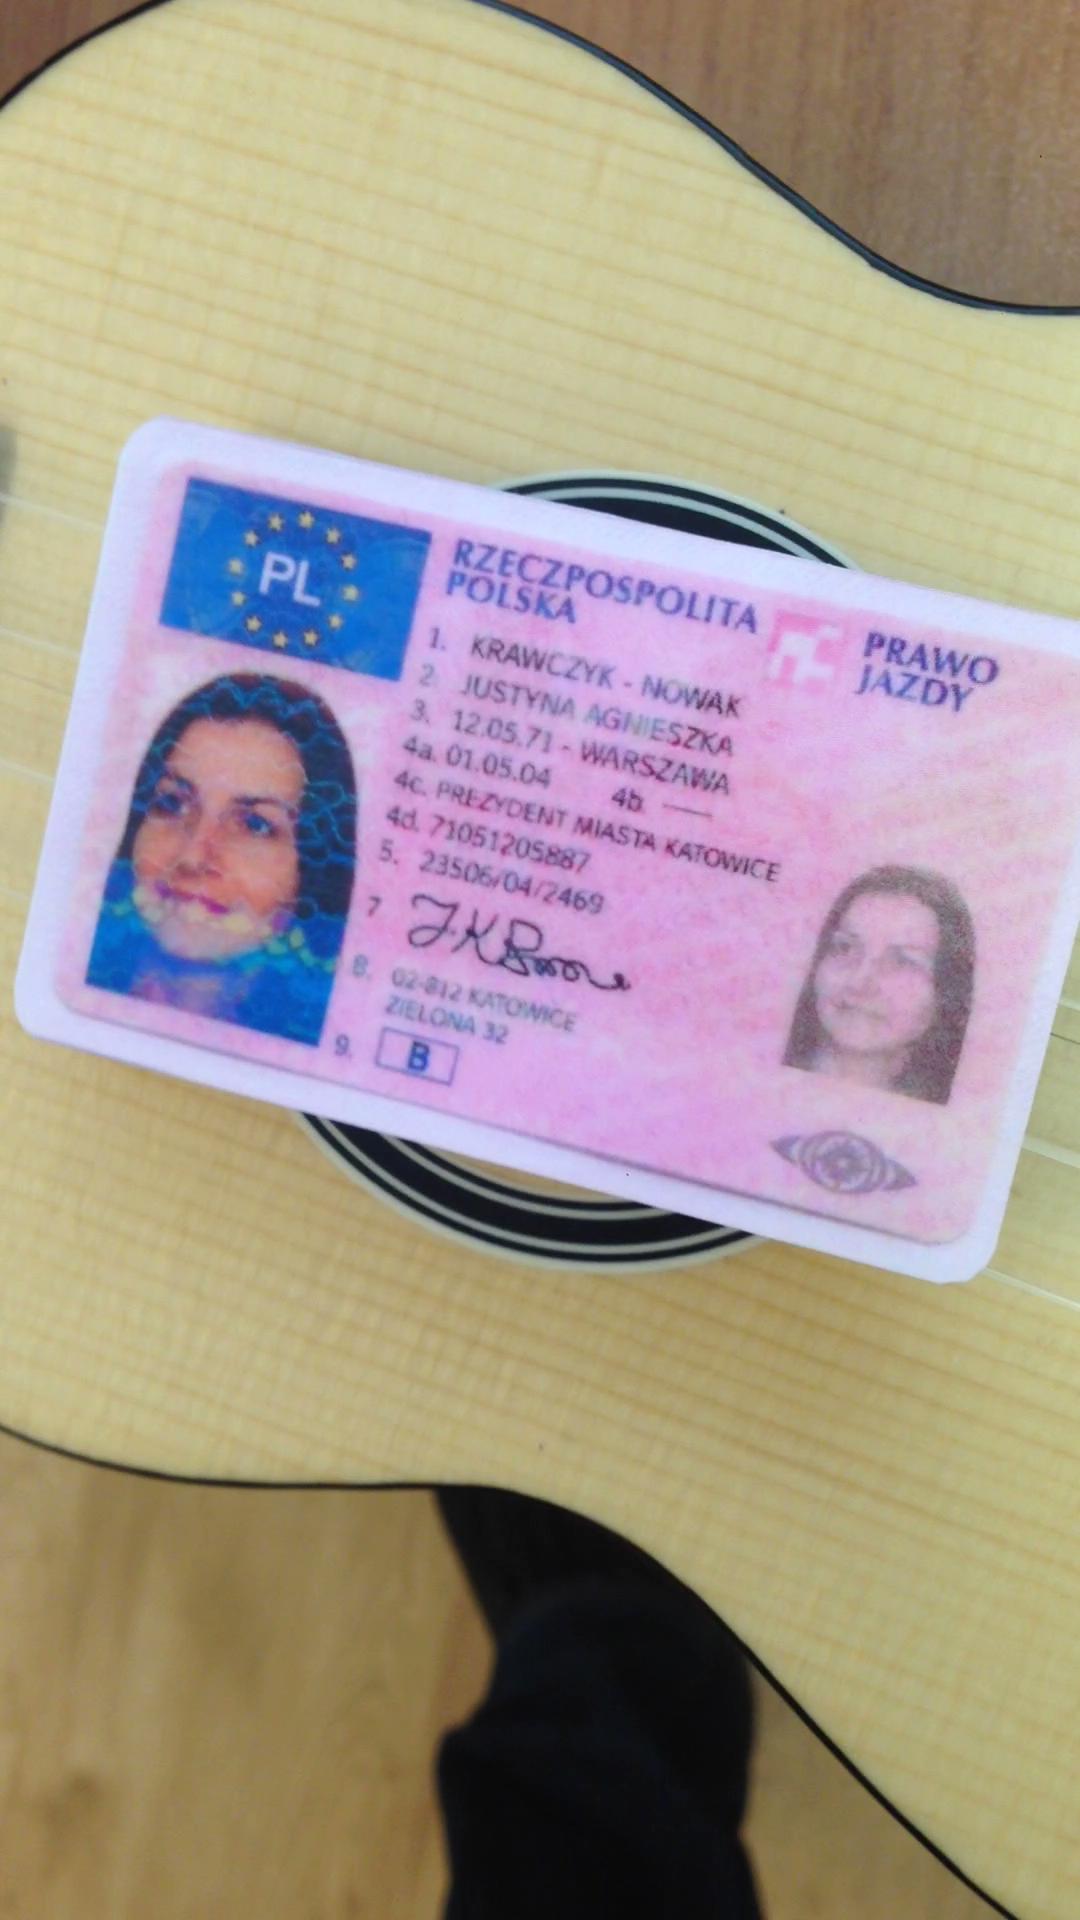 PL
RZECZPOSPOLITA
POLSKA
PRAWO
JAZDY
1. KRAWCZYK - NOWAK
2. JUSTYNA AGNIESZKA
3. 12.05.71 - WARSZAWA
4a. 01.05.04 4b. ——
4c. PREZYDENT MIASTA KATOWICE
4d. 71051205887
5. 23506/04/2469
7
8. 02-812 KATOWICE
ZIELONA 32
9. B